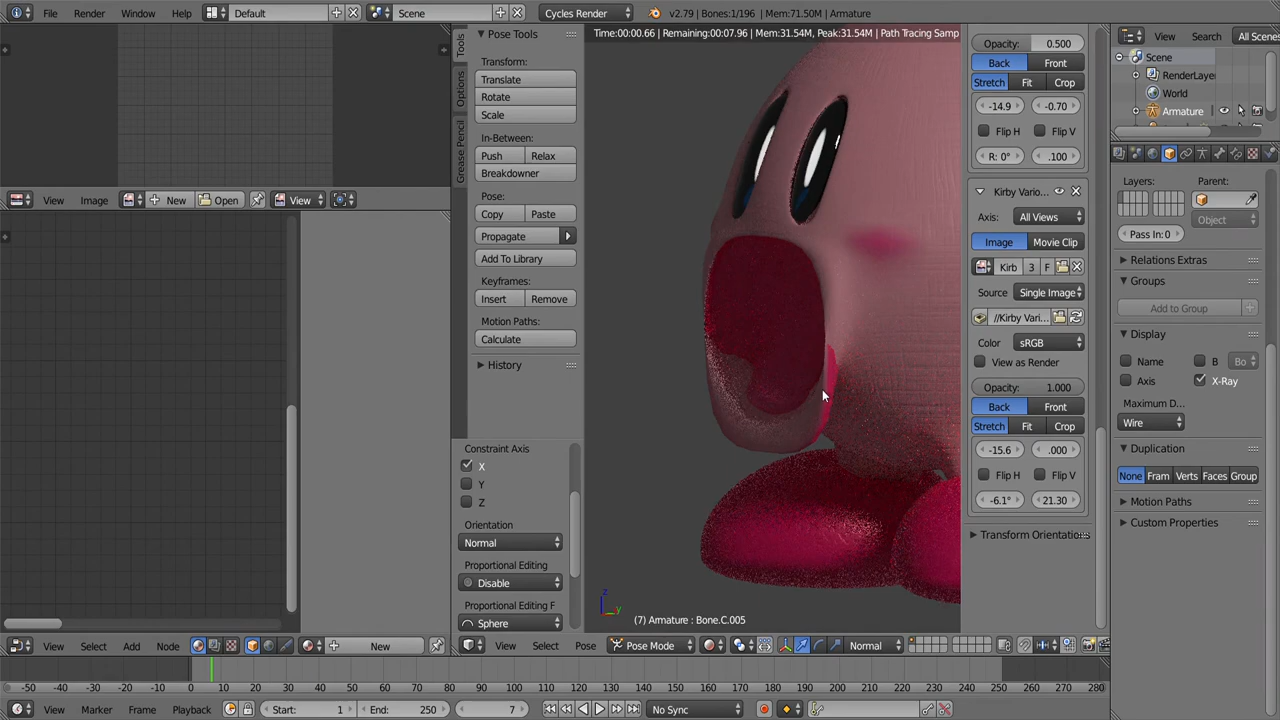 File Render Window Help Default Scene Cycles Render v2.79 | Bones:1/196 | Mem:71.50M | Armature
View Search All Scenes
Time:00:00.66 | Remaining:00:07.96 | Mem:31.54M, Peak:31.54M | Path Tracing Samp
Tools
Options
Grease Pencil
Pose Tools
Transform:
Translate
Rotate
Scale
In-Between:
Push Relax
Breakdowner
Pose:
Copy Paste
Propagate
Add To Library
Keyframes:
Insert Remove
Motion Paths:
Calculate
History
Constraint Axis
X
Y
Z
Orientation
Normal
Proportional Editing
Disable
Proportional Editing F
Sphere
View Image New Open View
z
y
(7) Armature : Bone.C.005
Opacity: 0.500
Back Front
Stretch Fit Crop
-14.9 -0.70
Flip H Flip V
R: 0° .100
Kirby Vario...
Axis: All Views
Image Movie Clip
Kirb 3 F
Source Single Image
//Kirby Vari...
Color sRGB
View as Render
Opacity: 1.000
Back Front
Stretch Fit Crop
-15.6 .000
Flip H Flip V
-6.1° 21.30
Transform Orientatio
Scene
RenderLayer
World
Armature
Layers: Parent:
Object
Pass In:0
Relations Extras
Groups
Add to Group
Display
Name B Bo
Axis X-Ray
Maximum D...
Wire
Duplication
None Fram Verts Faces Group
Motion Paths
Custom Properties
View Select Add Node New
View Select Pose Pose Mode Normal
-50 -40 -30 -20 -10 0 10 20 30 40 50 60 70 80 90 100 110 120 130 140 150 160 170 180 190 200 210 220 230 240 250 260 270 280
View Marker Frame Playback Start: 1 End: 250 7 No Sync